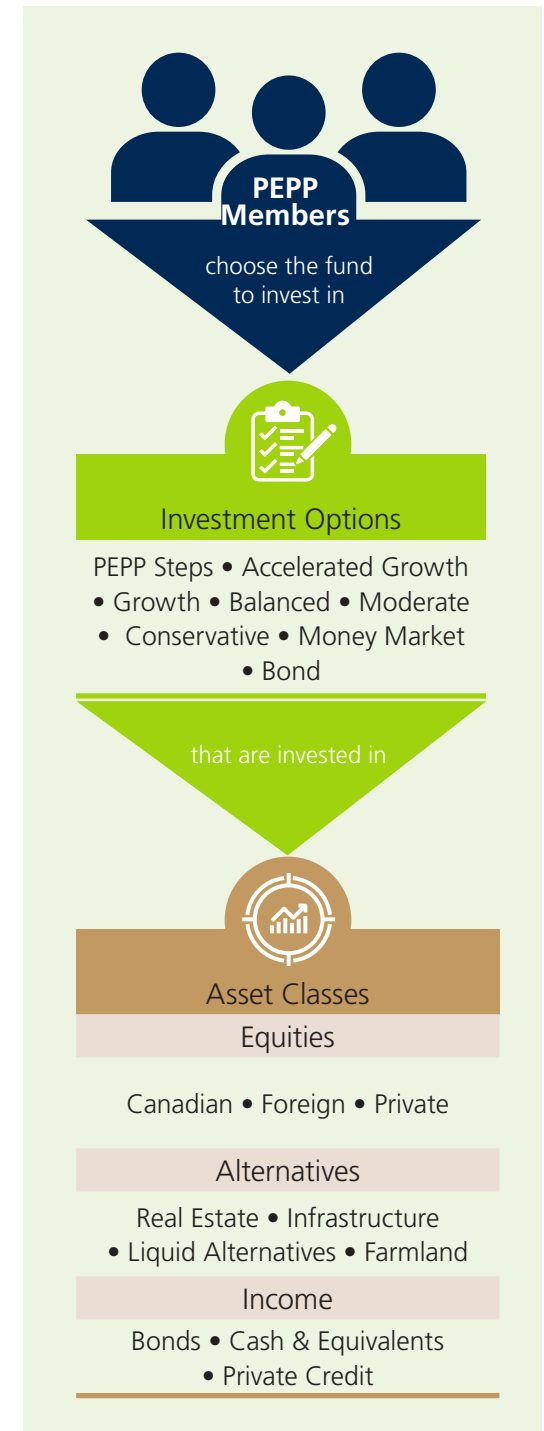 PEPP
Members
choose the fund
to invest in
Investment Options
PEPP Steps • Accelerated Growth
• Growth • Balanced • Moderate
• Conservative • Money Market
• Bond
that are invested in
Asset Classes
Equities
Canadian • Foreign • Private
Alternatives
Real Estate • Infrastructure
• Liquid Alternatives • Farmland
Income
Bonds • Cash & Equivalents
• Private Credit